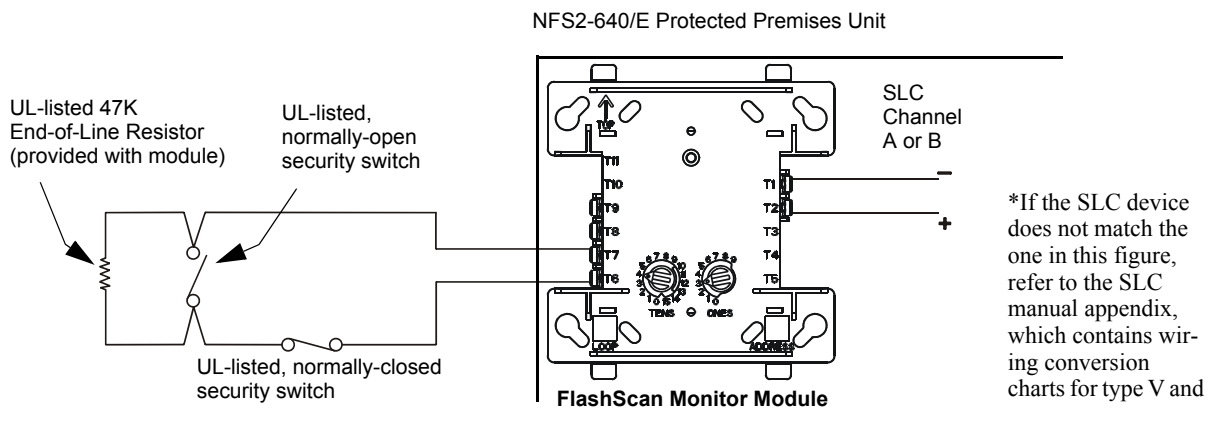 NFS2-640/E Protected Premises Unit
UL-listed 47K
End-of-Line Resistor
(provided with module)
UL-listed,
normally-open
security switch
UL-listed, normally-closed
security switch
TOP
T11
T10
T9
T8
T7
T6
T1
T2
T3
T4
T5
TENS
ONES
LOOP
ADDRESS
FlashScan Monitor Module
SLC
Channel
A or B
–
+
*If the SLC device
does not match the
one in this figure,
refer to the SLC
manual appendix,
which contains wir-
ing conversion
charts for type V and